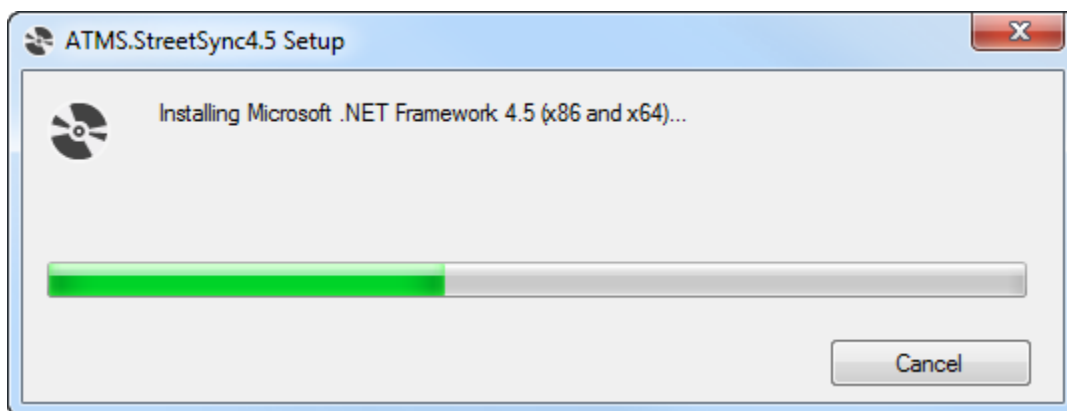 ATMS.StreetSync4.5 Setup
Installing Microsoft .NET Framework 4.5 (x86 and x64)...
Cancel